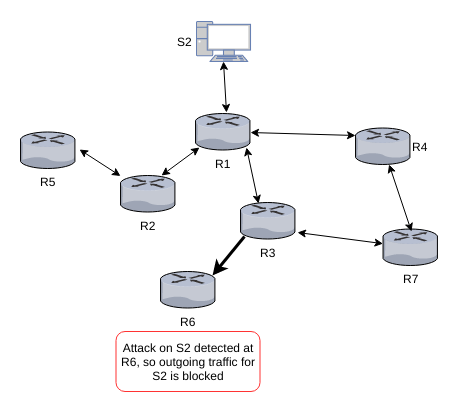 S2
R1
R4
R5
R2
R3
R7
R6
Attack on S2 detected at
R6, so outgoing traffic for
S2 is blocked